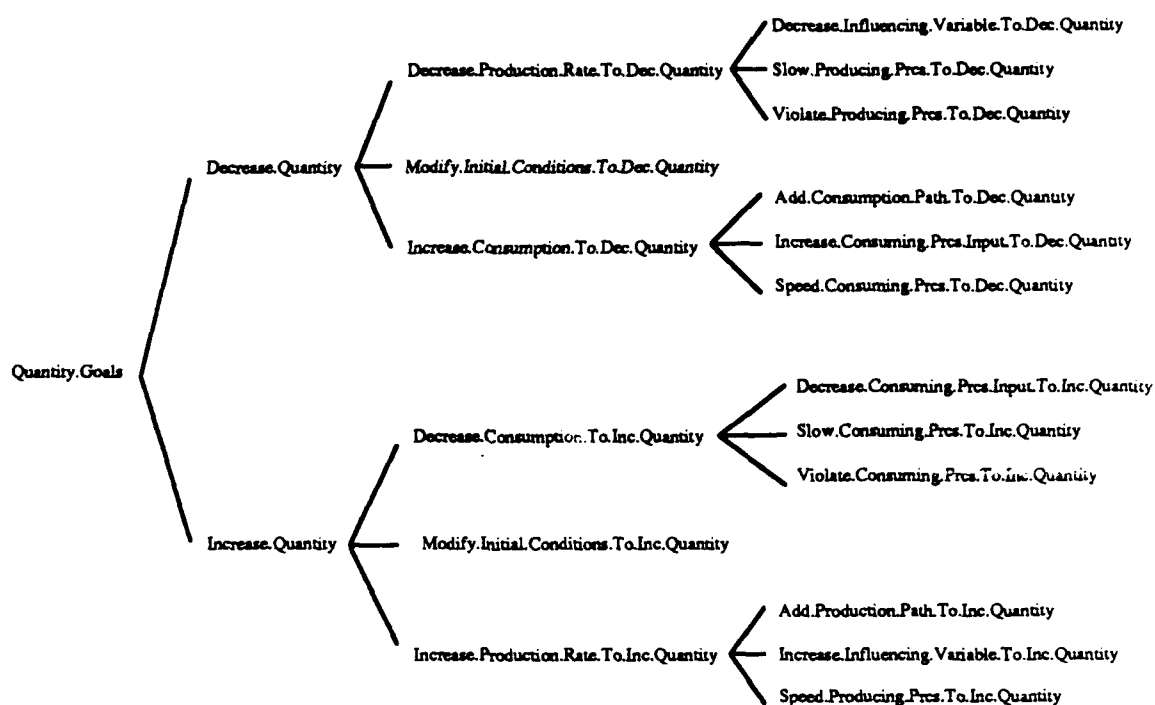 Decrease.Influencing.Variable.To.Dec.Quantity
Decrease.Production.Rate.To.Dec.Quantity
Slow.Producing.Prcs.To.Dec.Quantity
Violate.Producing.Prcs.To.Dec.Quantity
Decrease.Quantity
Modify.Initial.Conditions.To.Dec.Quantity
Add.Consumption.Path.To.Dec.Quantity
Increase.Consumption.To.Dec.Quantity
Increase.Consuming.Prcs.Input.To.Dec.Quantity
Speed.Consuming.Prcs.To.Dec.Quantity
Quantity.Goals
Decrease.Consuming.Prcs.Input.To.Inc.Quantity
Decrease.Consumption.To.Inc.Quantity
Slow.Consuming.Prcs.To.Inc.Quantity
Violate.Consuming.Prcs.To.Inc.Quantity
Increase.Quantity
Modify.Initial.Conditions.To.Inc.Quantity
Add.Production.Path.To.Inc.Quantity
Increase.Production.Rate.To.Inc.Quantity
Increase.Influencing.Variable.To.Inc.Quantity
Speed.Producing.Prcs.To.Inc.Quantity